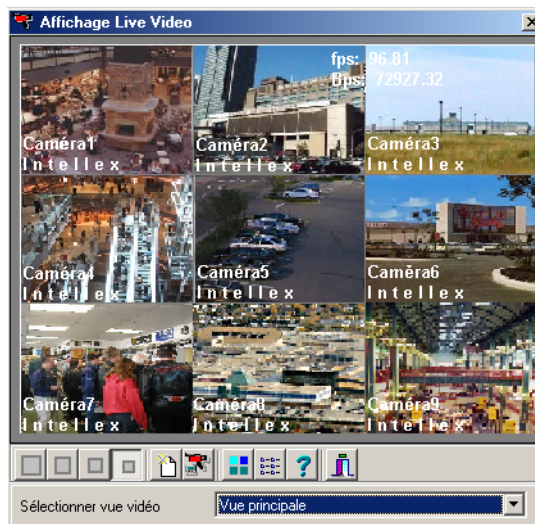 Affichage Live Video
fps: 96.81
Bps: 72927.32
Caméra1
Intellex
Caméra2
Intellex
Caméra3
Intellex
Caméra4
Intellex
Caméra5
Intellex
Caméra6
Intellex
Caméra7
Intellex
Caméra8
Intellex
Caméra9
Intellex
Sélectionner vue vidéo
Vue principale